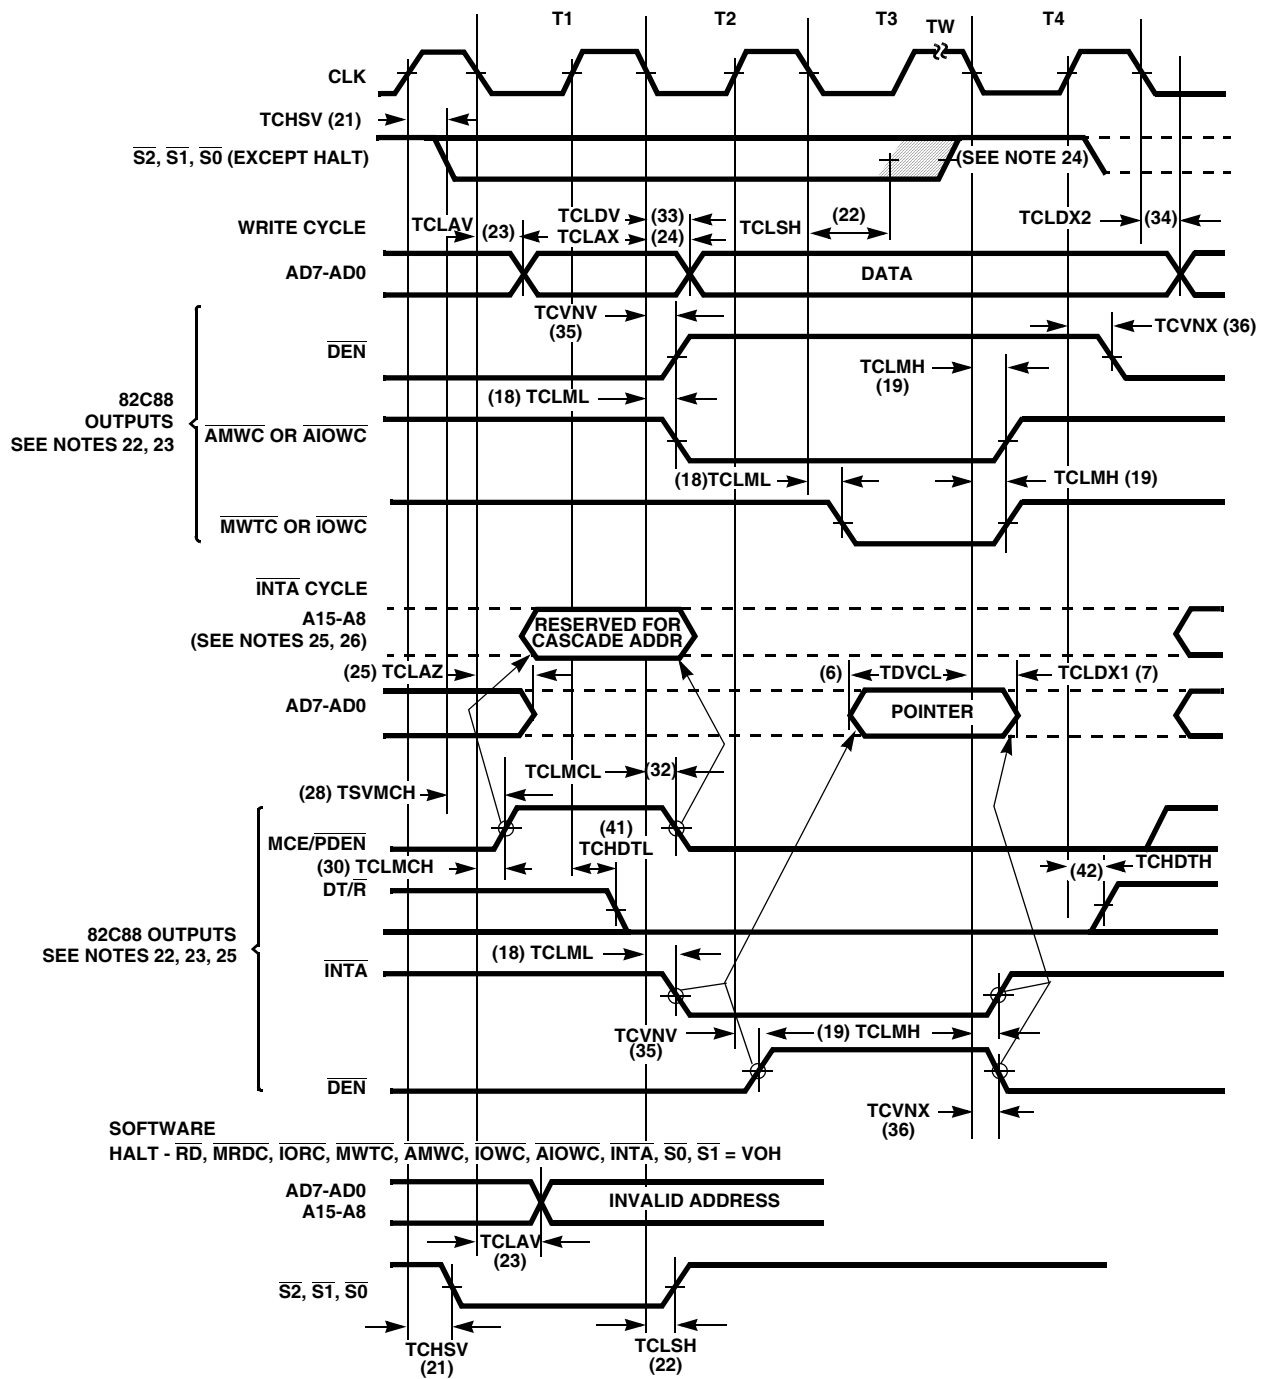 T1 T2 T3 TW T4
CLK
TCHSV (21)
S2, S1, S0 (EXCEPT HALT)
(SEE NOTE 24)
WRITE CYCLE
TCLAV (23)
TCLDV (33)
TCLAX (24)
TCLSH (22)
TCLDX2 (34)
AD7-AD0
DATA
TCVNV
(35)
TCVNX (36)
DEN
TCLMH
(19)
82C88
OUTPUTS
SEE NOTES 22, 23
(18) TCLML
AMWC OR AIOWC
(18)TCLML
TCLMH (19)
MWTC OR IOWC
INTA CYCLE
A15-A8
(SEE NOTES 25, 26)
RESERVED FOR
CASCADE ADDR
(25) TCLAZ
(6) TDVCL
TCLDX1 (7)
AD7-AD0
POINTER
TCLMCL (32)
(28) TSVMCH
MCE/PDEN
(41)
TCHDTL
(30) TCLMCH
(42) TCHDTH
DT/R
82C88 OUTPUTS
SEE NOTES 22, 23, 25
(18) TCLML
INTA
TCVNV
(35)
(19) TCLMH
DEN
TCVNX
(36)
SOFTWARE
HALT - RD, MRDC, IORC, MWTC, AMWC, IOWC, AIOWC, INTA, S0, S1 = VOH
AD7-AD0
A15-A8
INVALID ADDRESS
TCLAV
(23)
S2, S1, S0
TCHSV
(21)
TCLSH
(22)